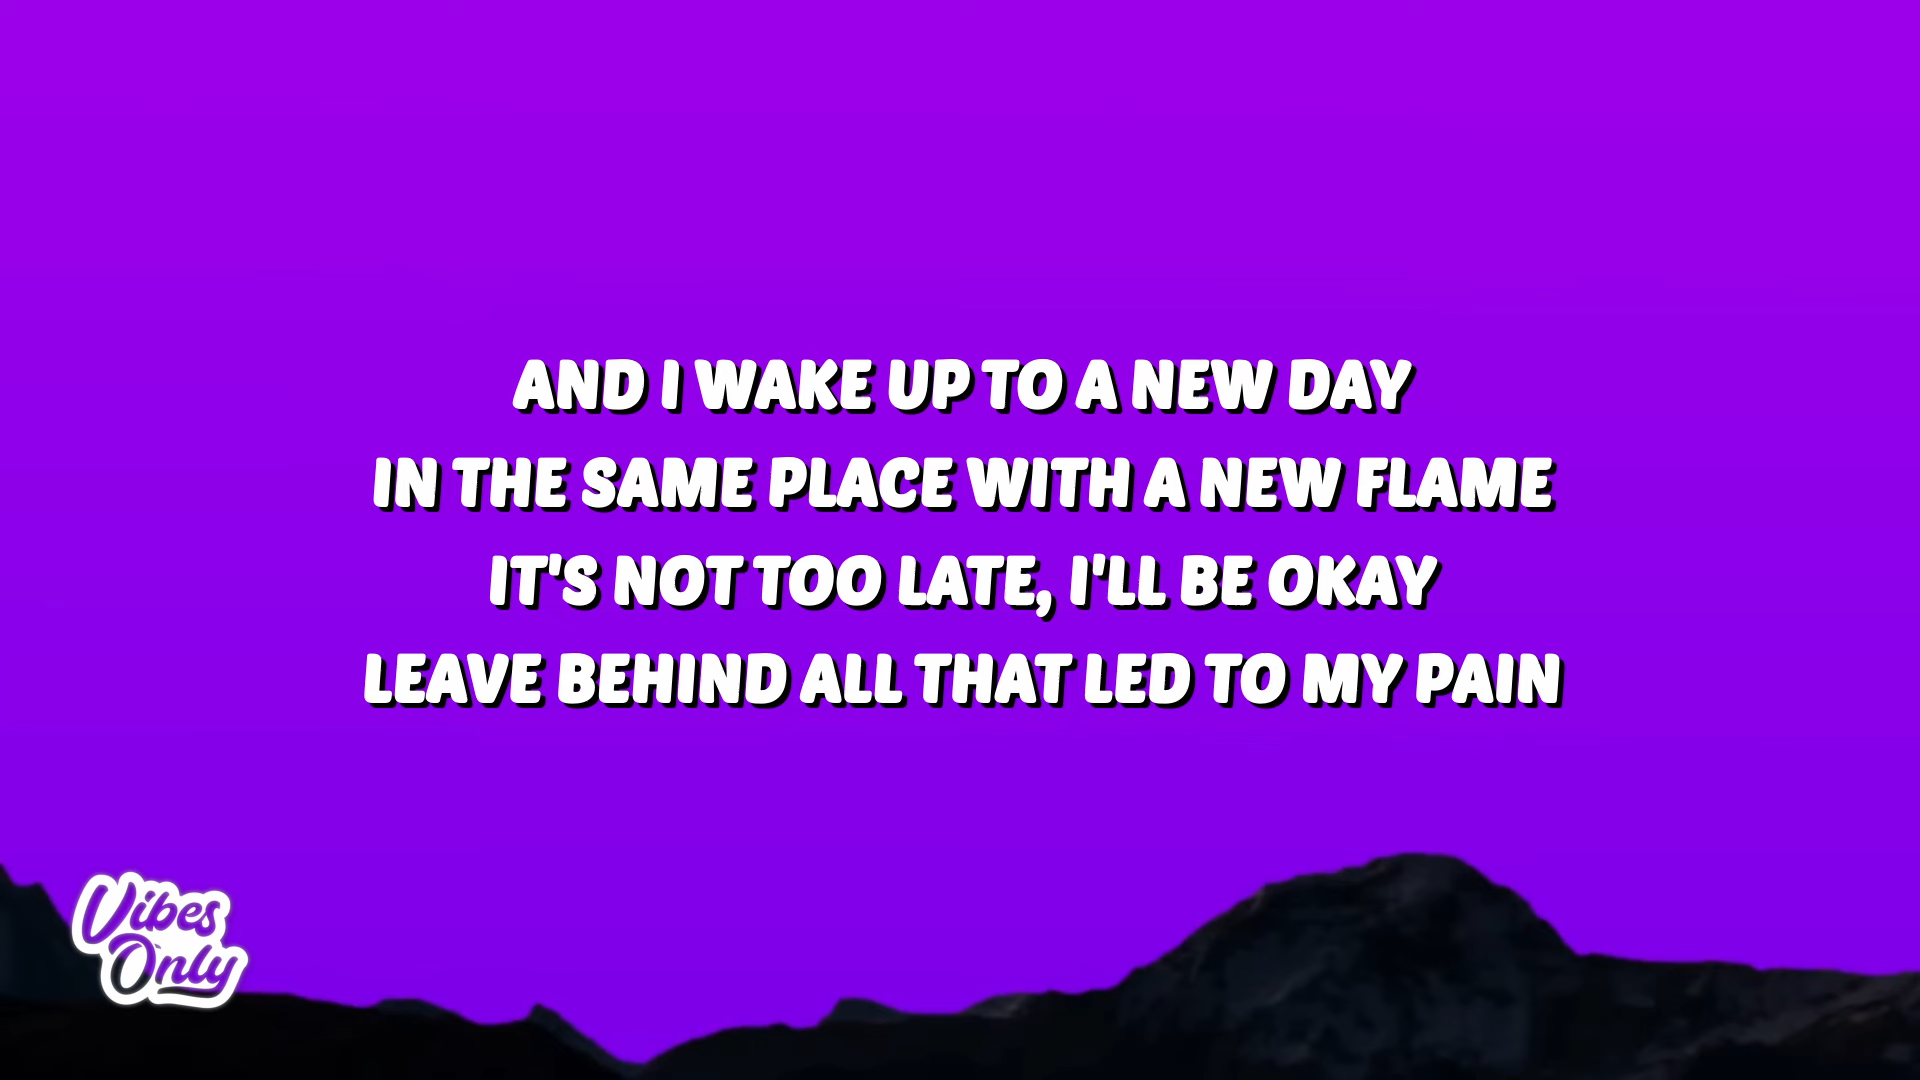 AND I WAKE UP TO A NEW DAY
IN THE SAME PLACE WITH A NEW FLAME
IT'S NOT TOO LATE, I'LL BE OKAY
LEAVE BEHIND ALL THAT LED TO MY PAIN
Vibes
Only